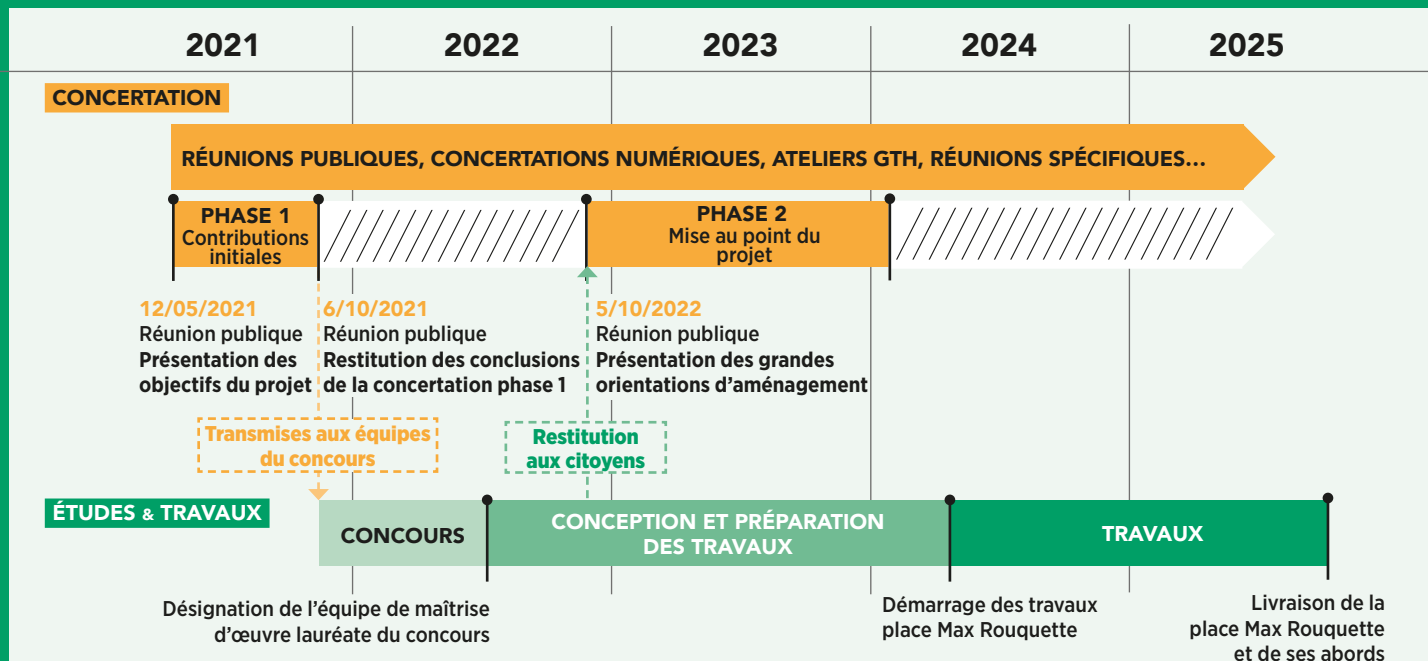 2021
2022
2023
2024
2025
CONCERTATION
RÉUNIONS PUBLIQUES, CONCERTATIONS NUMÉRIQUES, ATELIERS GTH, RÉUNIONS SPÉCIFIQUES...
PHASE 1
Contributions
initiales
PHASE 2
Mise au point du
projet
12/05/2021
Réunion publique
Présentation des
objectifs du projet
6/10/2021
Réunion publique
Restitution des conclusions
de la concertation phase 1
5/10/2022
Réunion publique
Présentation des grandes
orientations d'aménagement
Transmises aux équipes
du concours
Restitution
aux citoyens
ÉTUDES & TRAVAUX
CONCOURS
CONCEPTION ET PRÉPARATION
DES TRAVAUX
TRAVAUX
Désignation de l'équipe de maîtrise
d'œuvre lauréate du concours
Démarrage des travaux
place Max Rouquette
Livraison de la
place Max Rouquette
et de ses abords